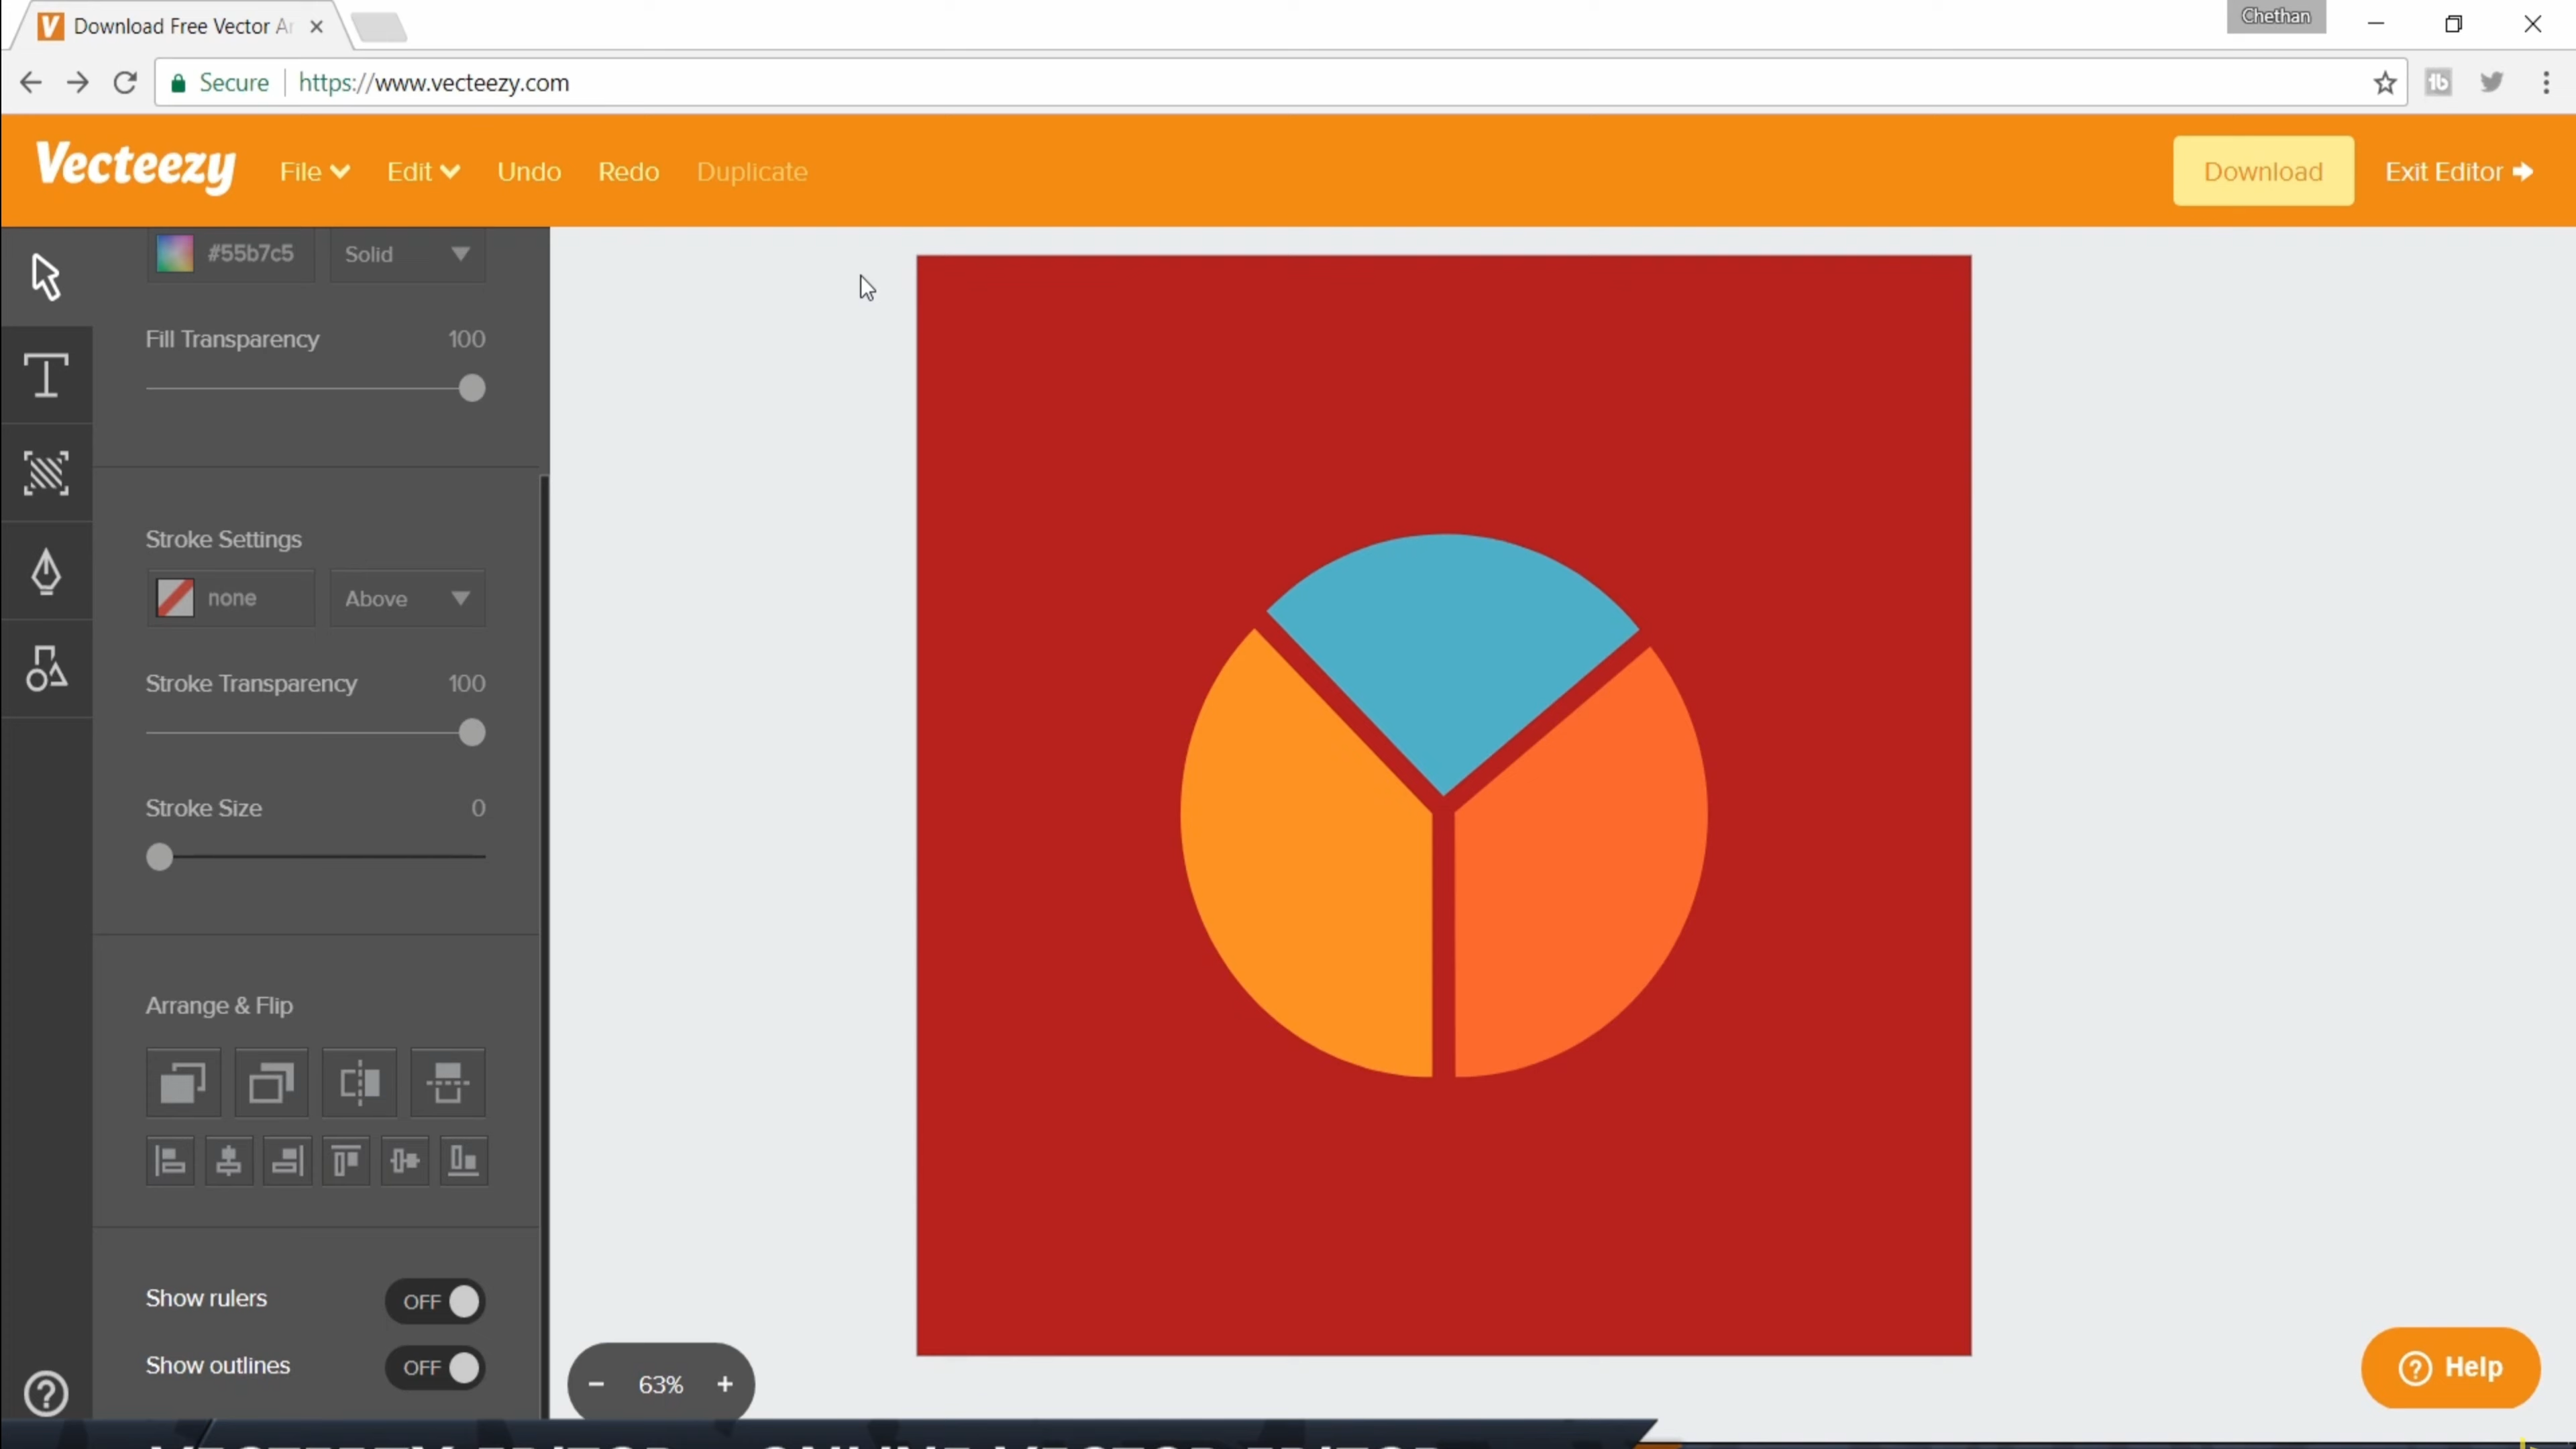 Download Free Vector Ar
Chethan
Secure https://www.vecteezy.com
Vecteezy File Edit Undo Redo Duplicate Download Exit Editor
#55b7c5 Solid
Fill Transparency 100
Stroke Settings
none Above
Stroke Transparency 100
Stroke Size 0
Arrange & Flip
Show rulers OFF
Show outlines OFF
63%
Help